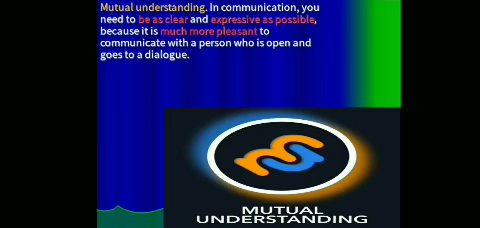 Mutual understanding. In communication, you
need to be as clear and expressive as possible,
because it is much more pleasant to
communicate with a person who is open and
goes to a dialogue.
MUTUAL
UNDERSTANDING